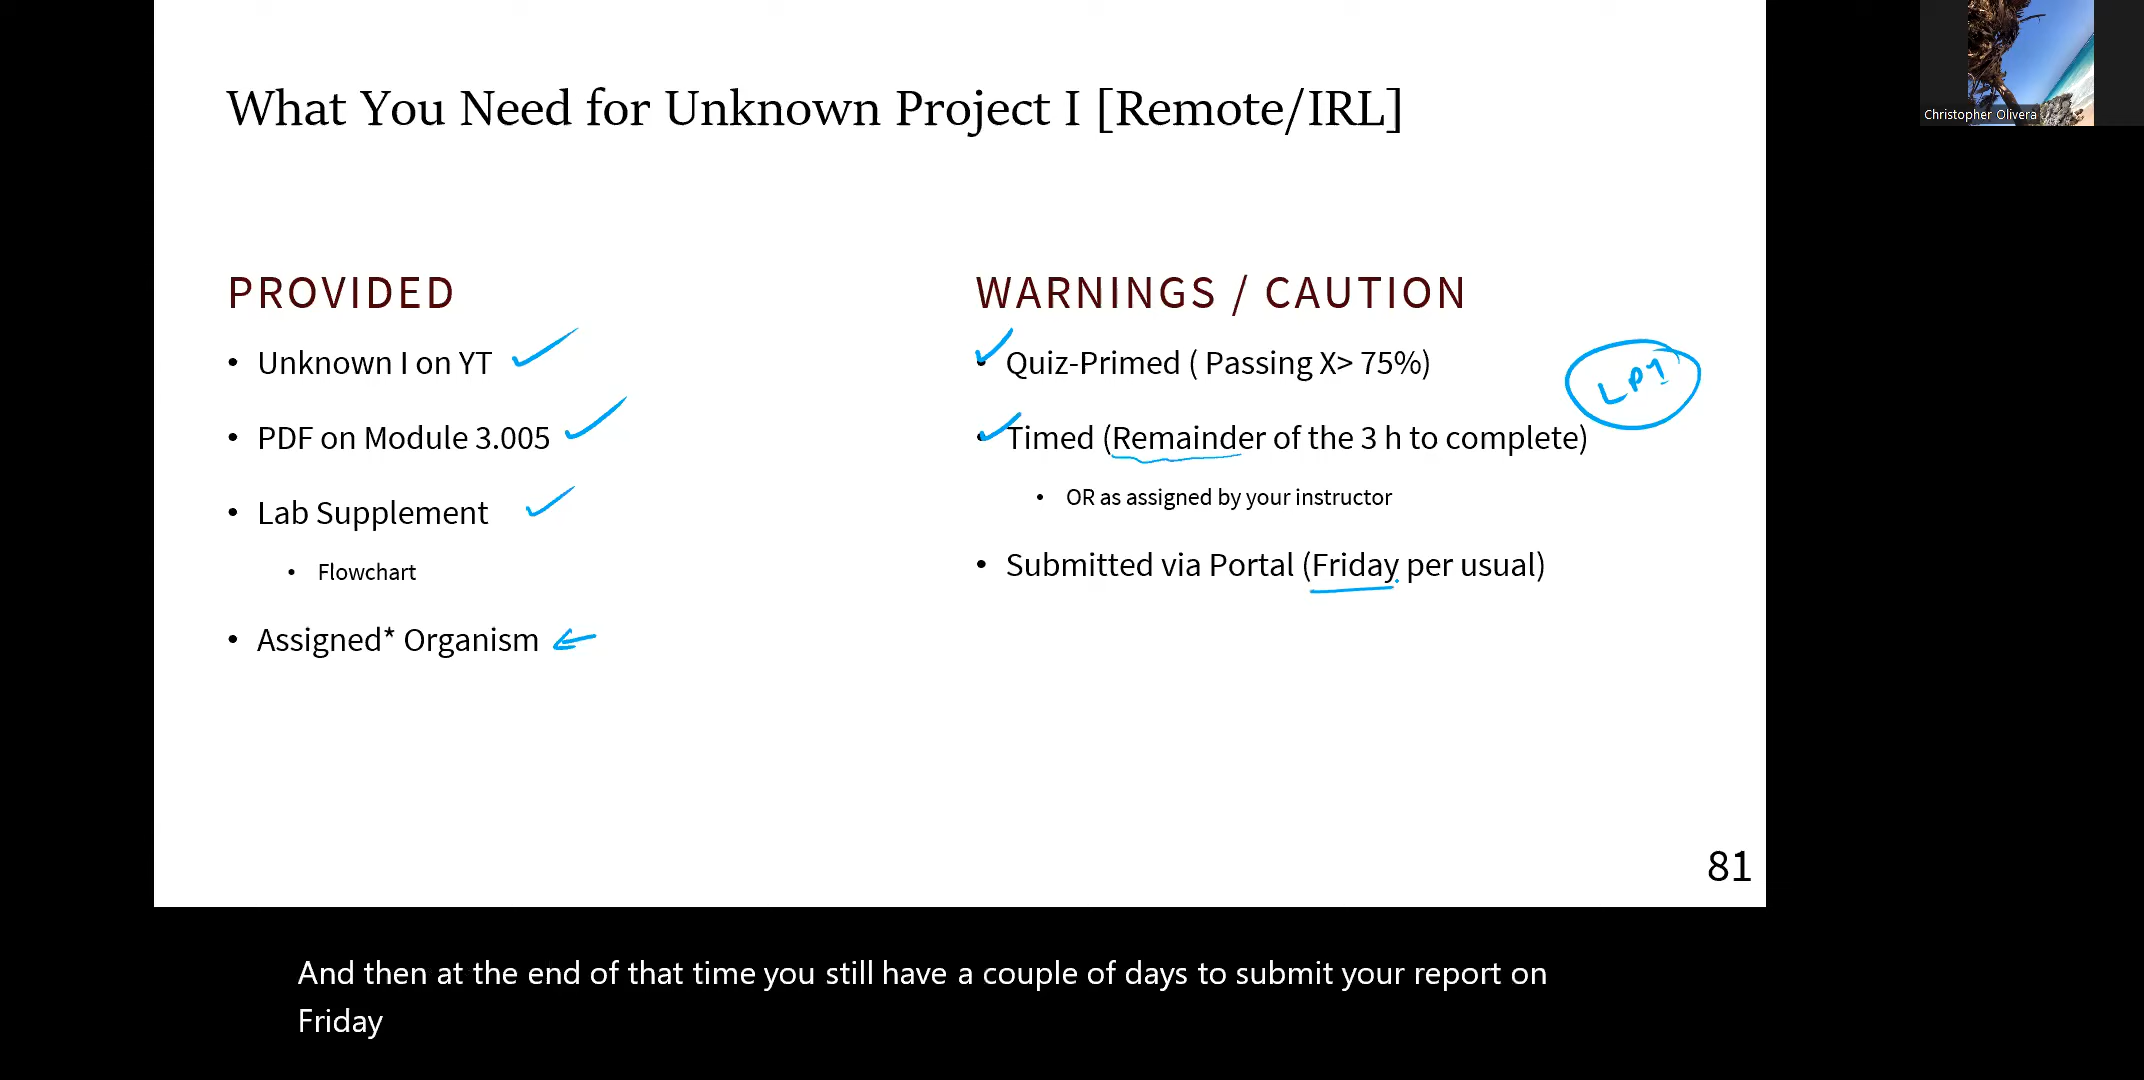 What You Need for Unknown Project I [Remote/IRL]
Christopher Olivera
PROVIDED
• Unknown I on YT
• PDF on Module 3.005
• Lab Supplement
• Flowchart
• Assigned* Organism
WARNINGS / CAUTION
• Quiz-Primed ( Passing X> 75%)
LP1
• Timed (Remainder of the 3 h to complete)
• OR as assigned by your instructor
• Submitted via Portal (Friday per usual)
81
And then at the end of that time you still have a couple of days to submit your report on
Friday